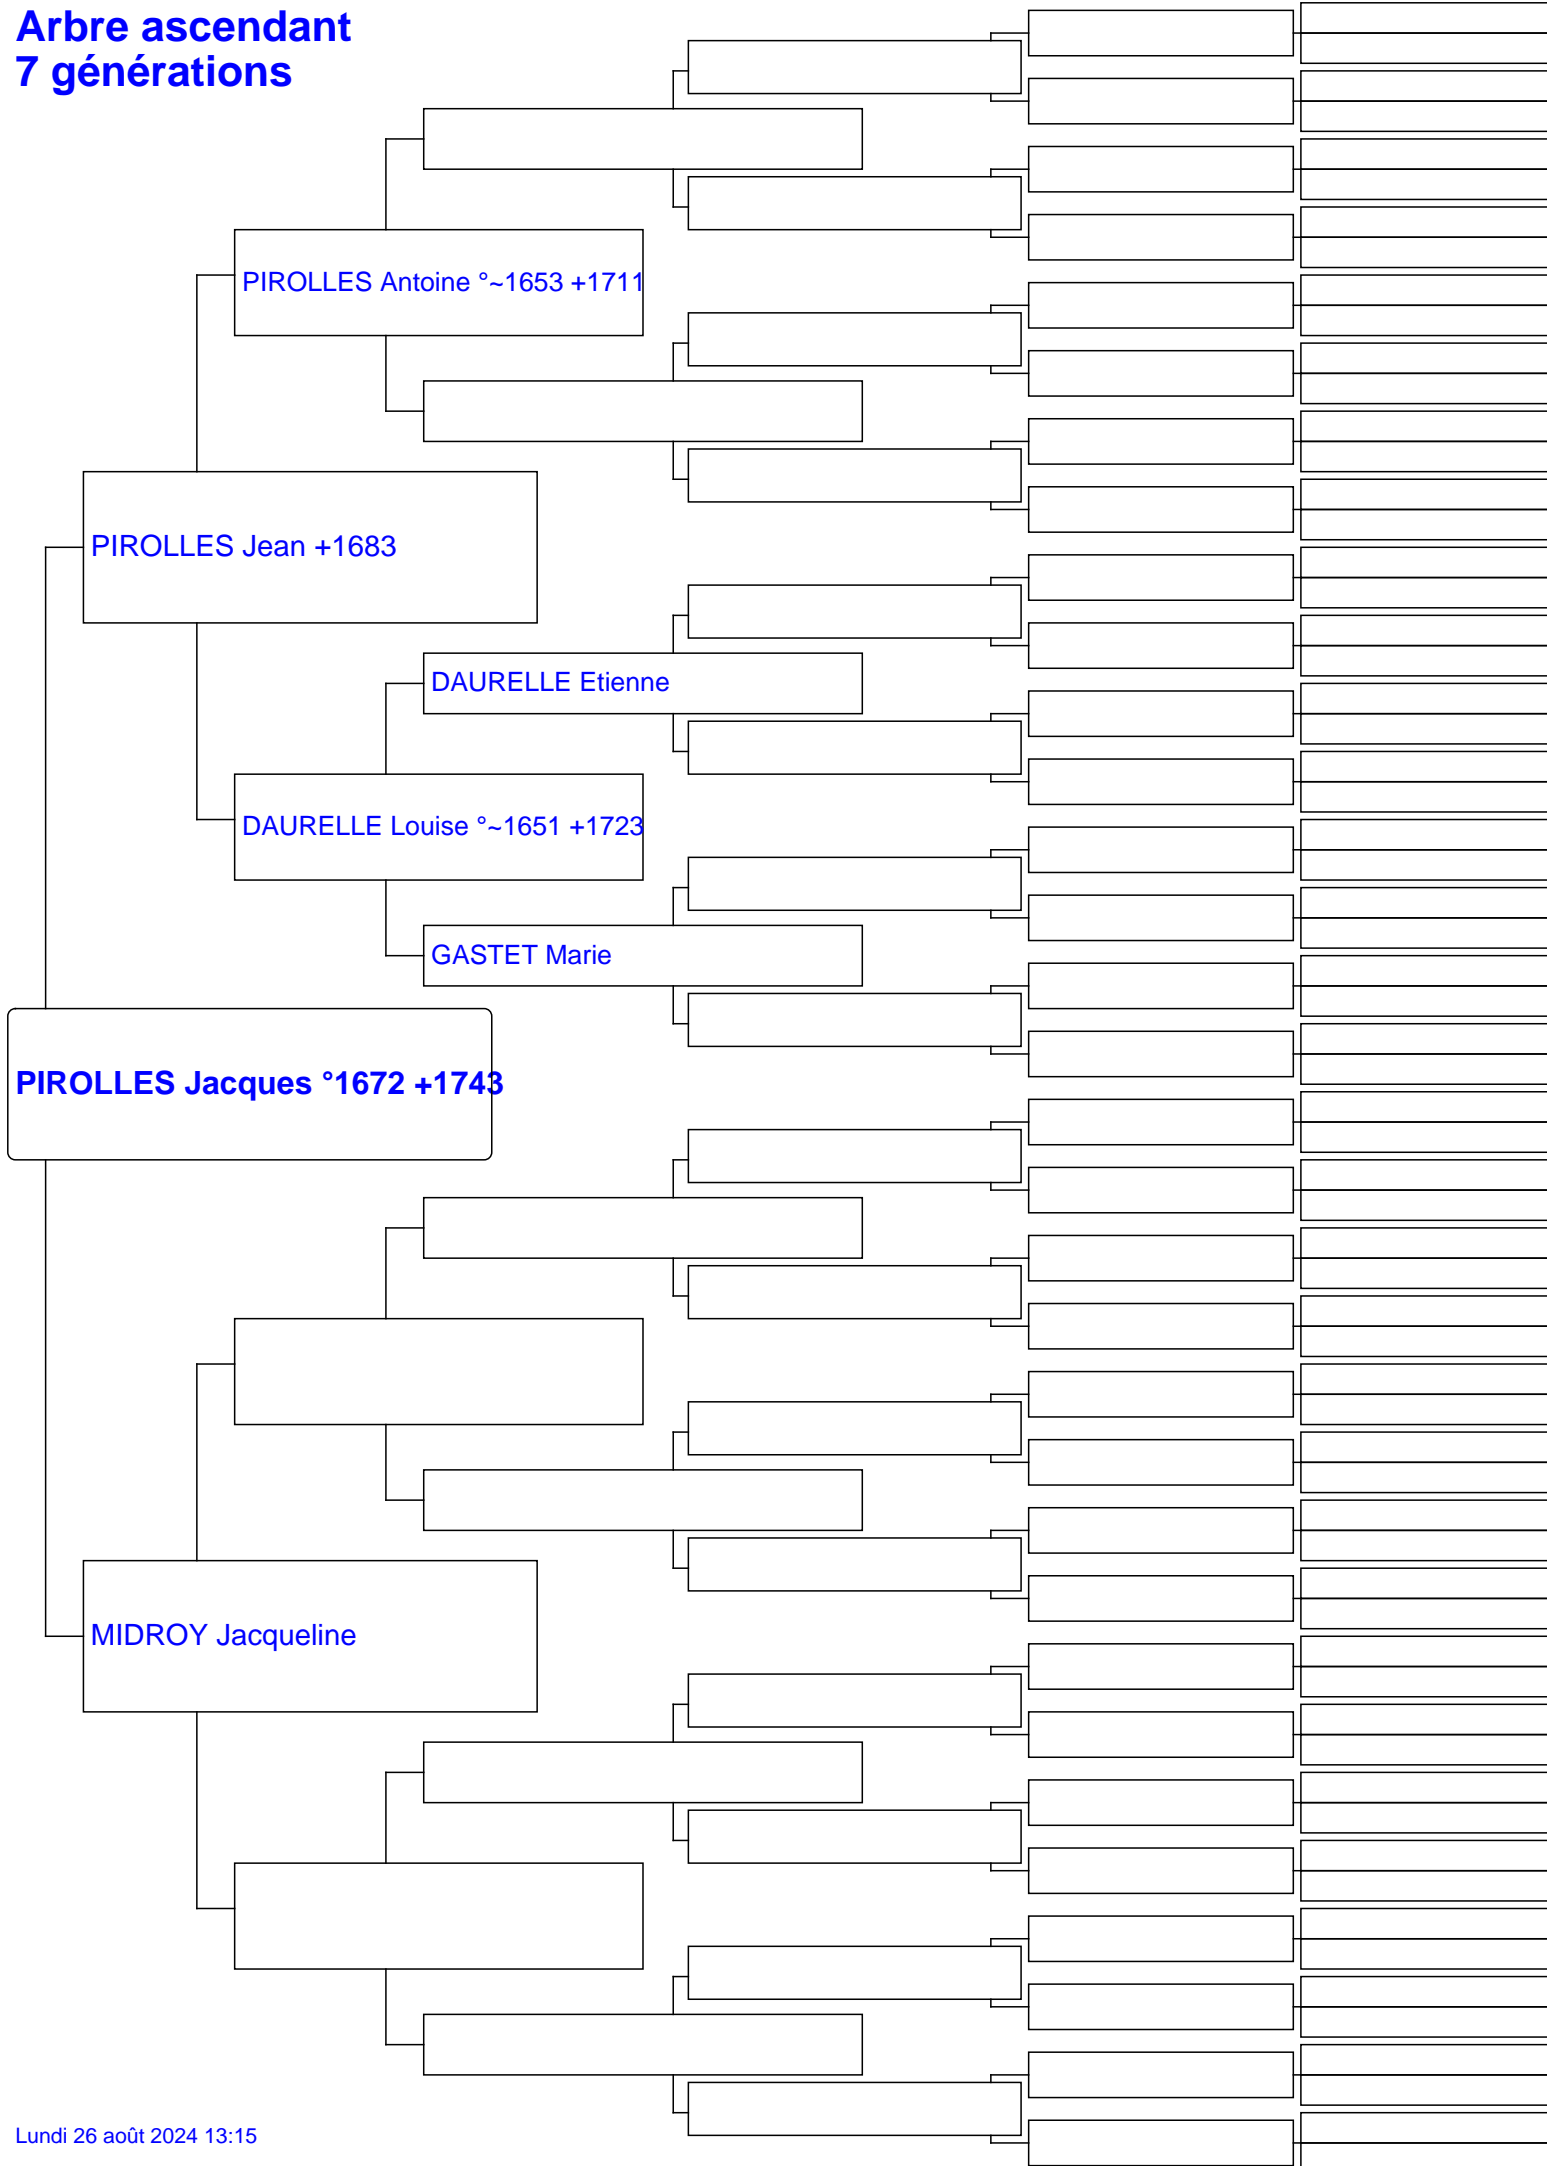 Arbre ascendant
7 générations
PIROLLES Antoine °~1653 +1711
PIROLLES Jean +1683
DAURELLE Etienne
DAURELLE Louise °~1651 +1723
GASTET Marie
PIROLLES Jacques °1672 +1743
MIDROY Jacqueline
Lundi 26 août 2024 13:15